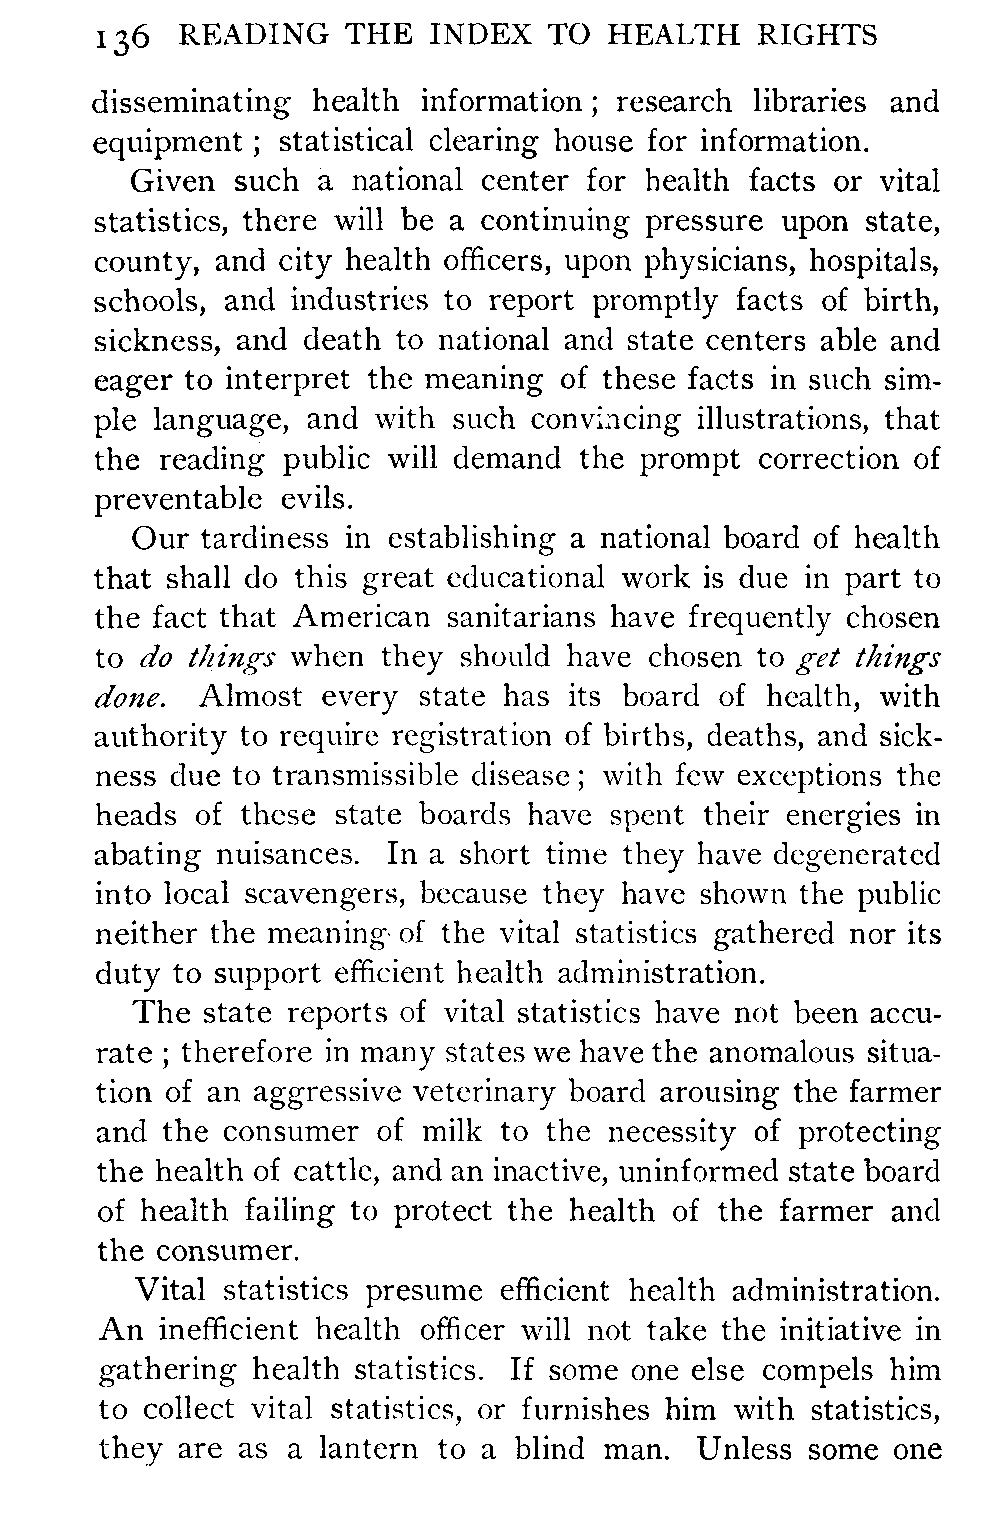 136 READING THE INDEX TO HEALTH RIGHTS
disseminating health information ; research libraries and
equipment ; statistical clearing house for information.
Given such a national center for health facts or vital
statistics, there will be a continuing pressure upon state,
county, and city health officers, upon physicians, hospitals,
schools, and industries to report promptly facts of birth,
sickness, and death to national and state centers able and
eager to interpret the meaning of these facts in such sim-
ple language, and with such convincing illustrations, that
the reading public will demand the prompt correction of
preventable evils.
Our tardiness in establishing a national board of health
that shall do this great educational work is due in part to
the fact that American sanitarians have frequently chosen
to do things when they should have chosen to get things
done. Almost every state has its board of health, with
authority to require registration of births, deaths, and sick-
ness due to transmissible disease ; with few exceptions the
heads of these state boards have spent their energies in
abating nuisances. In a short time they have degenerated
into local scavengers, because they have shown the public
neither the meaning of the vital statistics gathered nor its
duty to support efficient health administration.
The state reports of vital statistics have not been accu-
rate ; therefore in many states we have the anomalous situa-
tion of an aggressive veterinary board arousing the farmer
and the consumer of milk to the necessity of protecting
the health of cattle, and an inactive, uninformed state board
of health failing to protect the health of the farmer and
the consumer.
Vital statistics presume efficient health administration.
An inefficient health officer will not take the initiative in
gathering health statistics. If some one else compels him
to collect vital statistics, or furnishes him with statistics,
they are as a lantern to a blind man. Unless some one